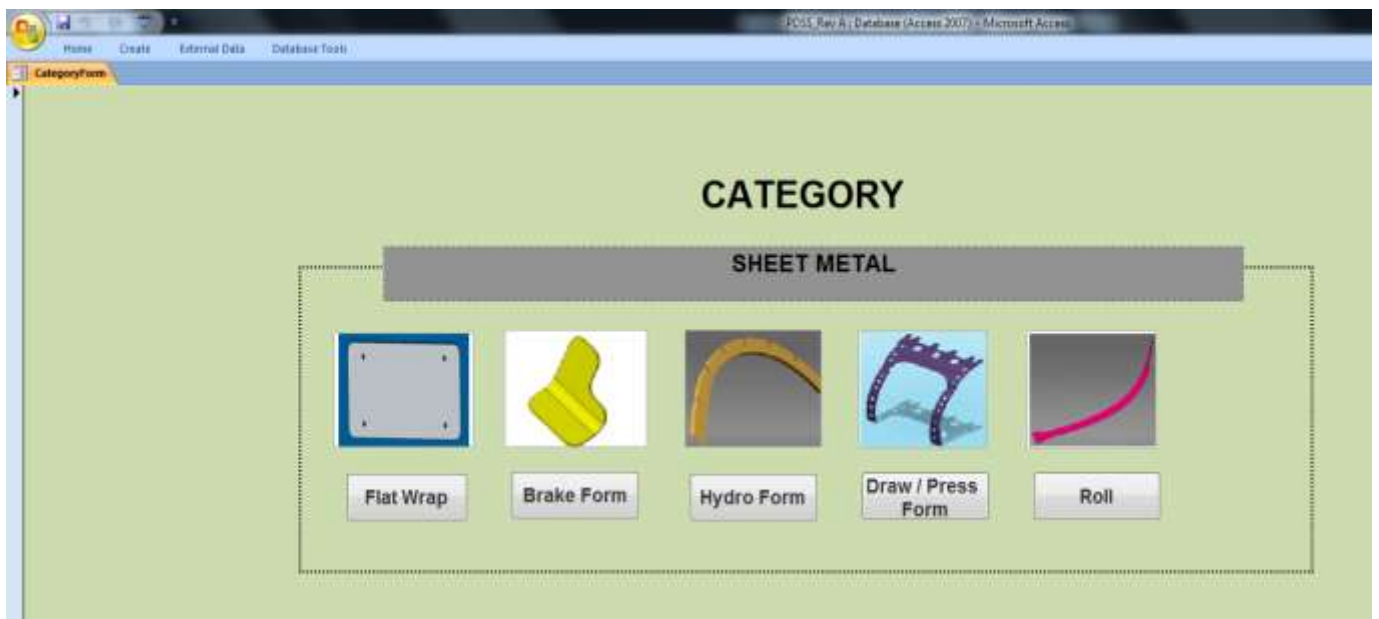 Home Create External Data Database Tools
CategoryForm
CATEGORY
SHEET METAL
Flat Wrap
Brake Form
Hydro Form
Draw / Press
Form
Roll